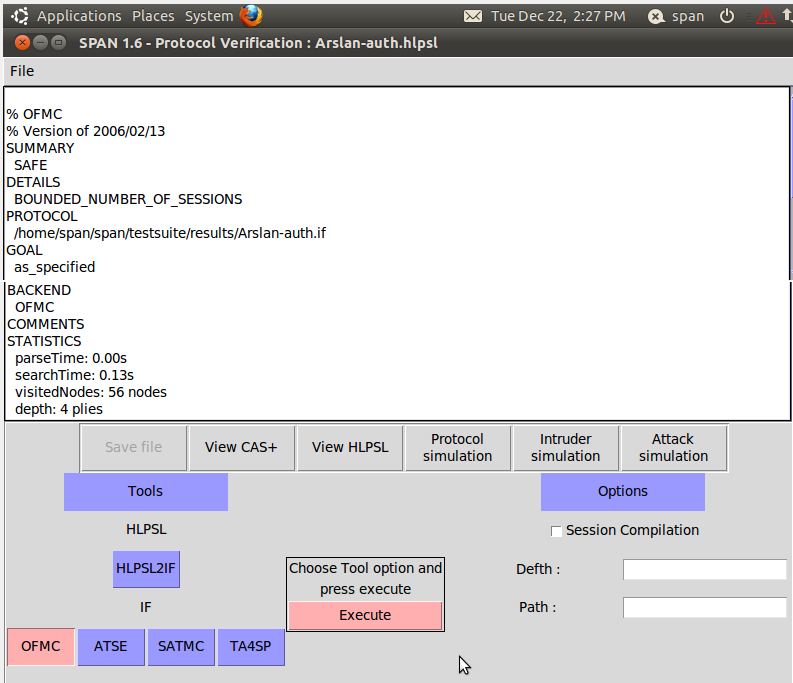 Applications Places System Tue Dec 22, 2:27 PM span
SPAN 1.6 - Protocol Verification : Arslan-auth.hlpsl
File
% OFMC
% Version of 2006/02/13
SUMMARY
SAFE
DETAILS
BOUNDED_NUMBER_OF_SESSIONS
PROTOCOL
/home/span/span/testsuite/results/Arslan-auth.if
GOAL
as_specified
BACKEND
OFMC
COMMENTS
STATISTICS
parseTime: 0.00s
searchTime: 0.13s
visitedNodes: 56 nodes
depth: 4 plies
Save file View CAS+ View HLPSL Protocol simulation Intruder simulation Attack simulation
Tools Options
HLPSL
Session Compilation
HLPSL2IF
Choose Tool option and
press execute
Defth :
IF
Execute
Path :
OFMC ATSE SATMC TA4SP